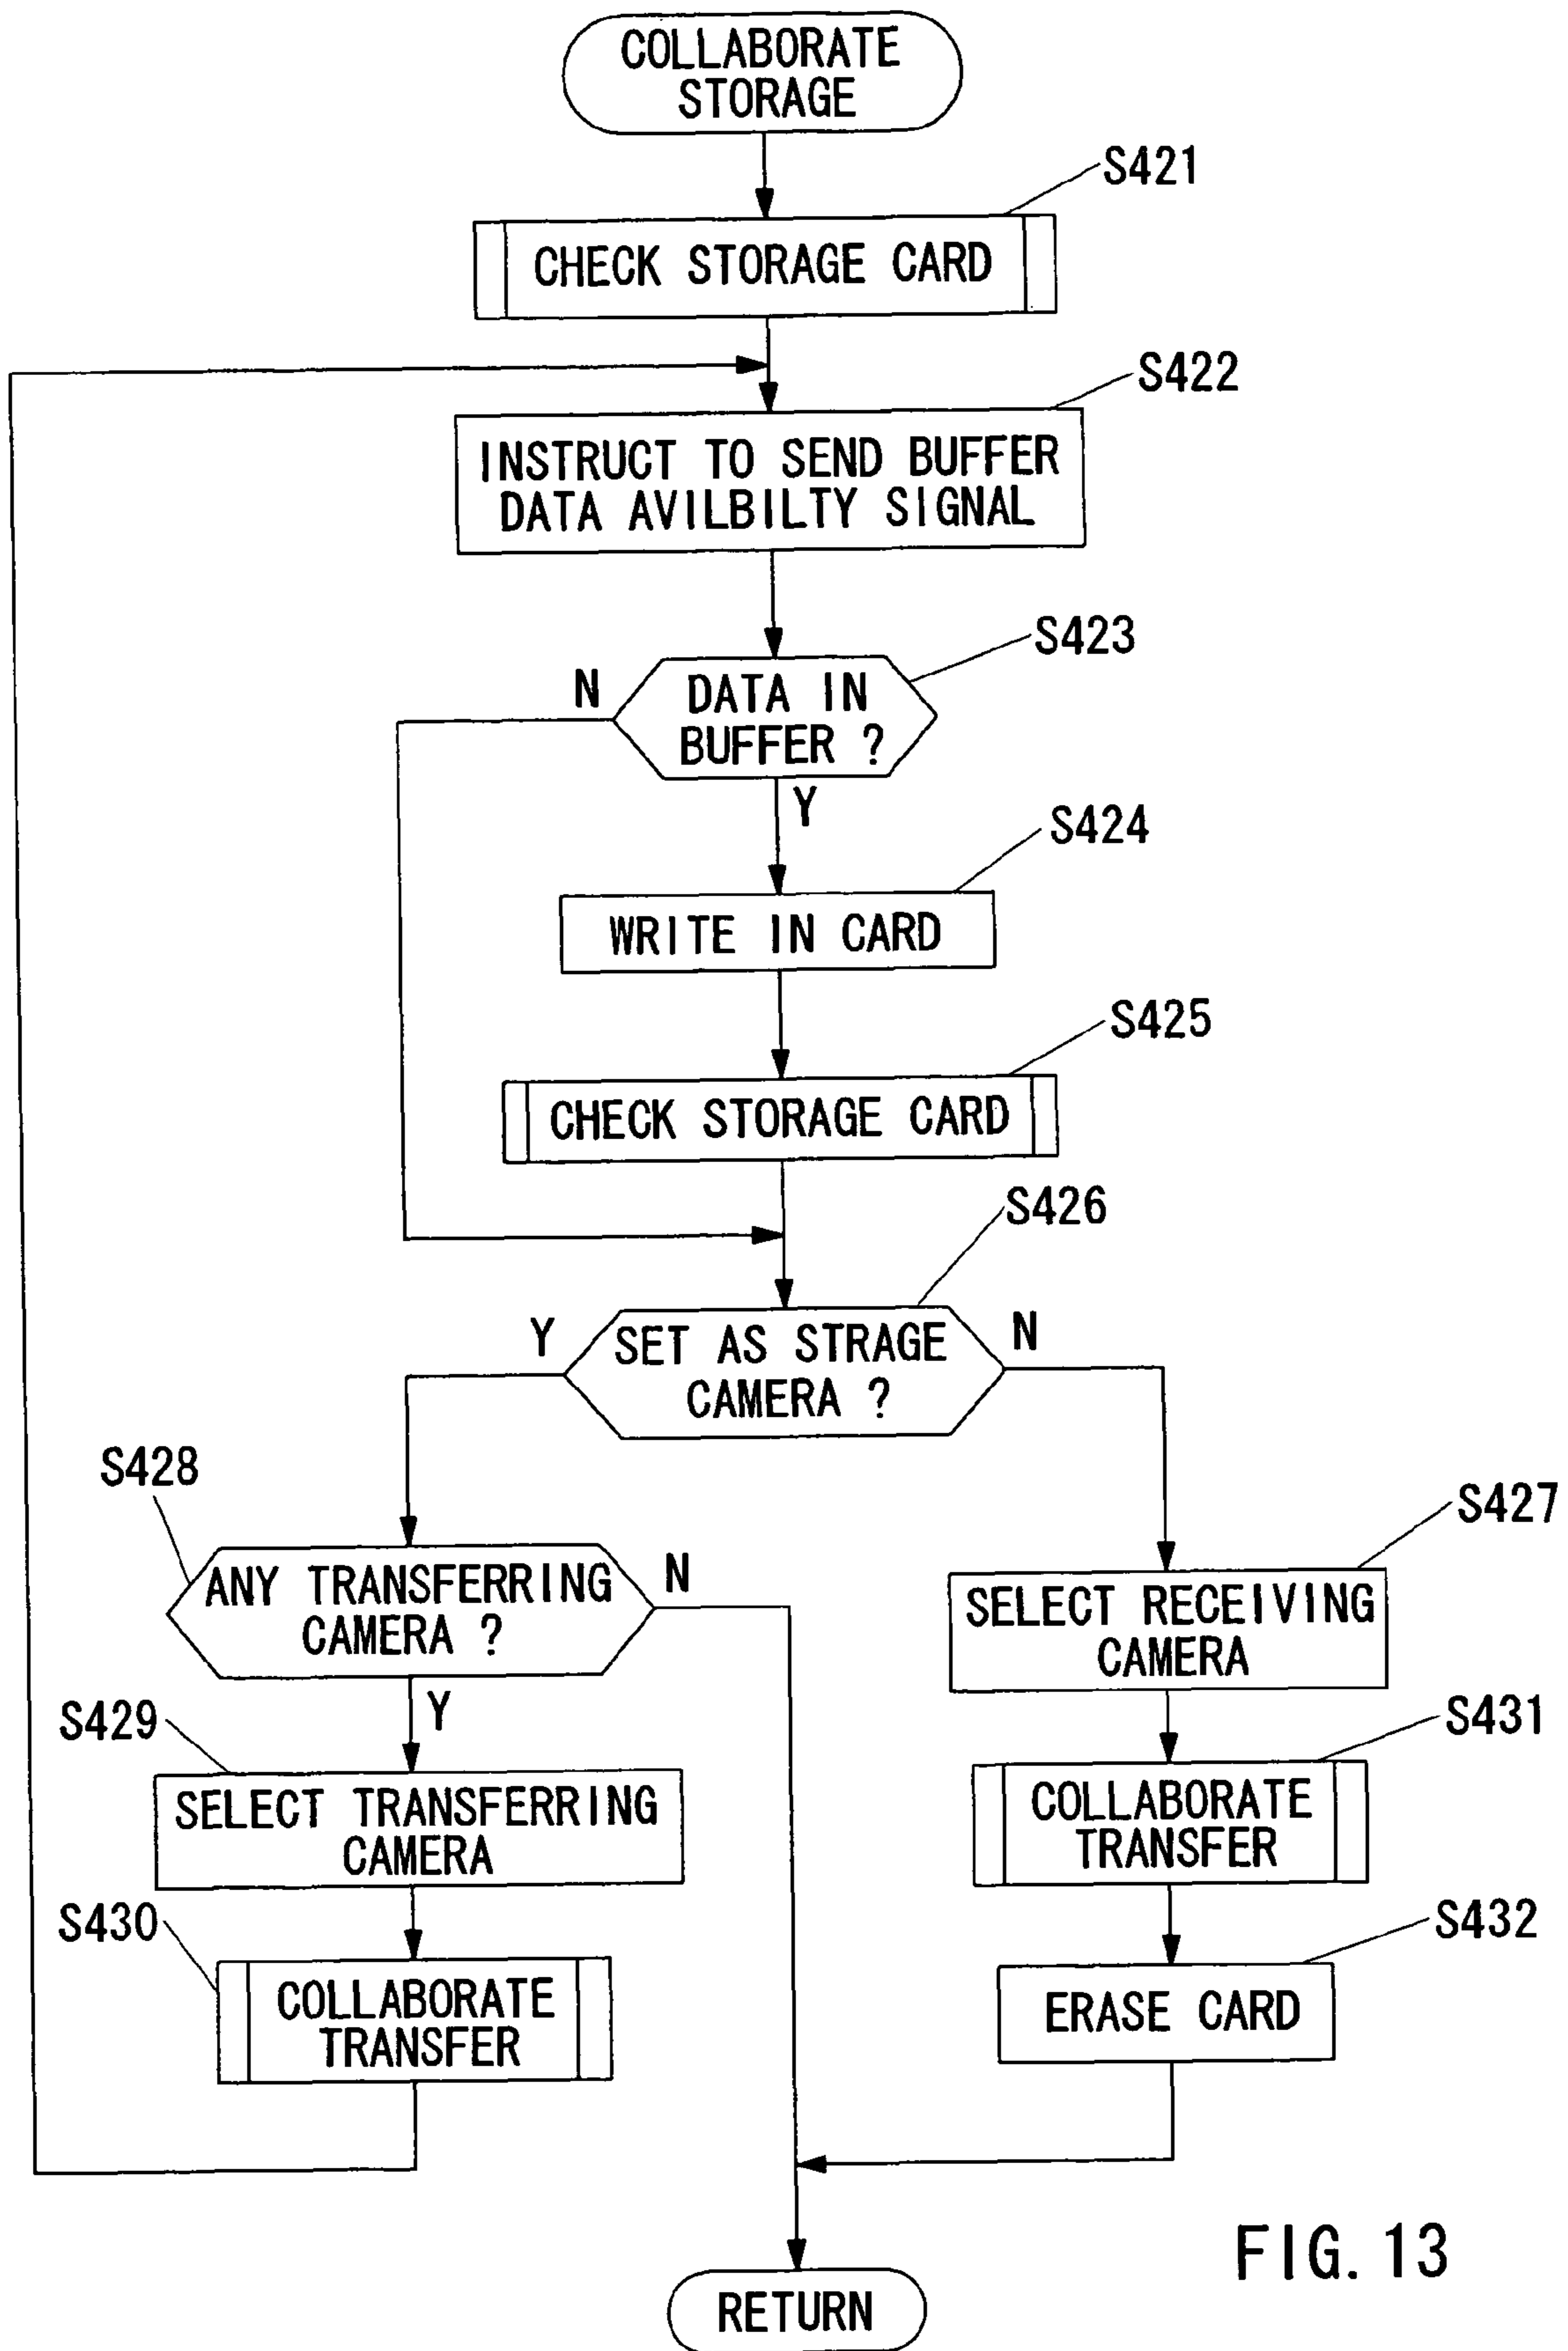 COLLABORATE
STORAGE
S421
CHECK STORAGE CARD
S422
INSTRUCT TO SEND BUFFER
DATA AVILBILTY SIGNAL
S423
N
DATA IN
BUFFER ?
Y
S424
WRITE IN CARD
S425
CHECK STORAGE CARD
S426
Y
SET AS STRAGE
CAMERA ?
N
S428
ANY TRANSFERRING
CAMERA ?
N
S427
SELECT RECEIVING
CAMERA
Y
S429
SELECT TRANSFERRING
CAMERA
S431
COLLABORATE
TRANSFER
S430
COLLABORATE
TRANSFER
S432
ERASE CARD
FIG. 13
RETURN